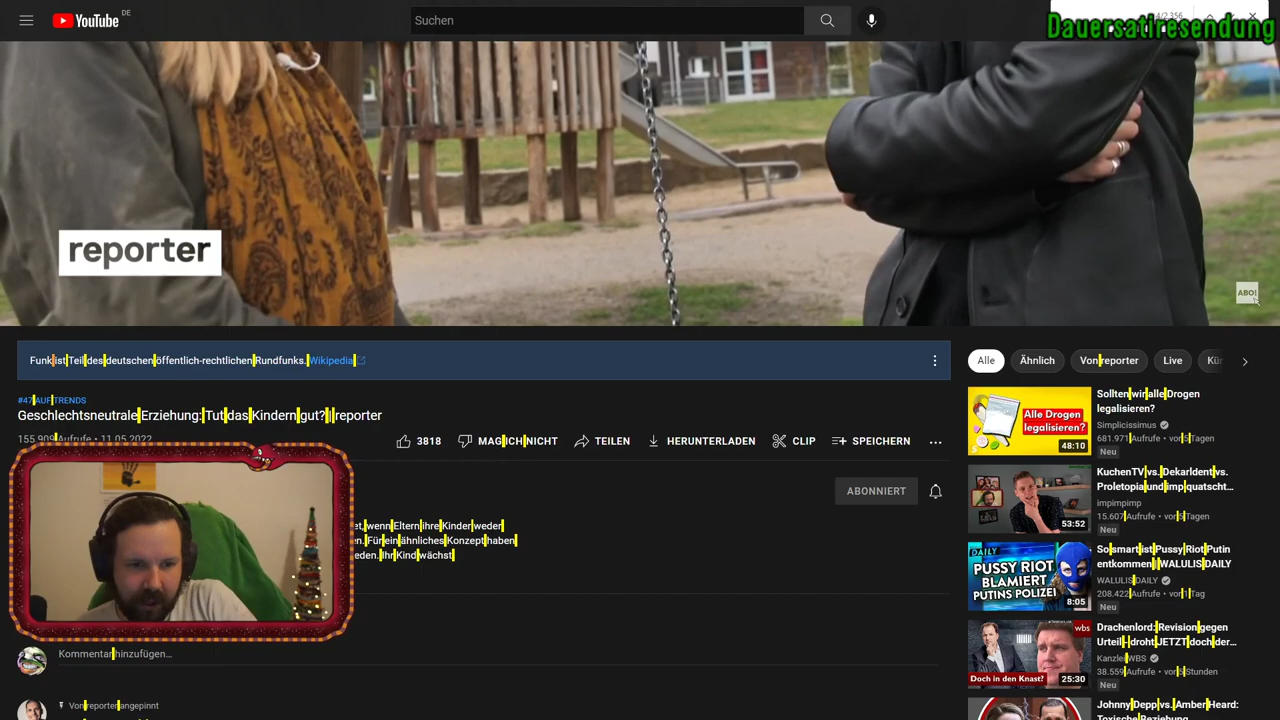 DE
YouTube
Suchen
Dauersatiresendung
reporter
ABO!
Funk ist Teil des deutschen öffentlich-rechtlichen Rundfunks. Wikipedia
#47 AUF TRENDS
Geschlechtsneutrale Erziehung: Tut das Kindern gut? || reporter
155.909 Aufrufe • 11.05.2022
3818
MAG ICH NICHT
TEILEN
HERUNTERLADEN
CLIP
SPEICHERN
ABONNIERT
wenn Eltern ihre Kinder weder
Für ein ähnliches Konzept haben
Ihr Kind wächst
Kommentar hinzufügen...
Von reporter angepinnt
Alle
Ähnlich
Von reporter
Live
Alle Drogen
legalisieren?
48:10
Sollten wir alle Drogen
legalisieren?
Simplicissimus
681.971 Aufrufe • vor 5 Tagen
Neu
53:52
KuchenTV vs. Dekarldent vs.
Proletopia und imp quatscht...
impimpimp
15.607 Aufrufe • vor 5 Tagen
Neu
DAILY
PUSSY RIOT
BLAMIERT
PUTINS POLIZEI
8:05
So smart ist Pussy Riot Putin
entkommen | WALULIS DAILY
WALULIS DAILY
208.422 Aufrufe • vor 1 Tag
Neu
wbs
Doch in den Knast?
25:30
Drachenlord: Revision gegen
Urteil - droht JETZT doch der...
Kanzlei WBS
38.559 Aufrufe • vor 5 Stunden
Neu
Johnny Depp vs. Amber Heard:
Toxische Beziehung